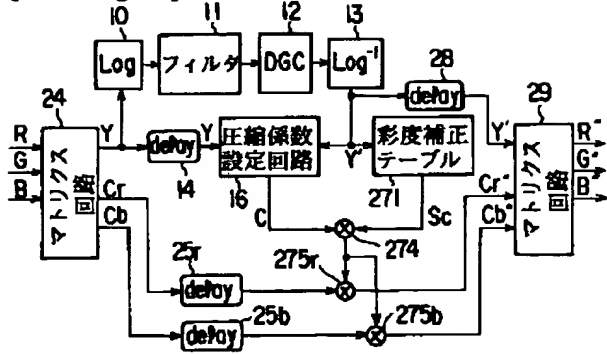 10
11
12
13
Log
フィルタ
DGC
Log⁻¹
28
delay
24
29
R
G
B
マトリクス
回路
Y
delay
14
Y
圧縮係数
設定回路
16
Y'
彩度補正
テーブル
271
Y'
Cr"
Cb"
マトリクス
回路
R"
G"
B"
Cr
Cb
C
Sc
274
25r
delay
275r
delay
25b
275b